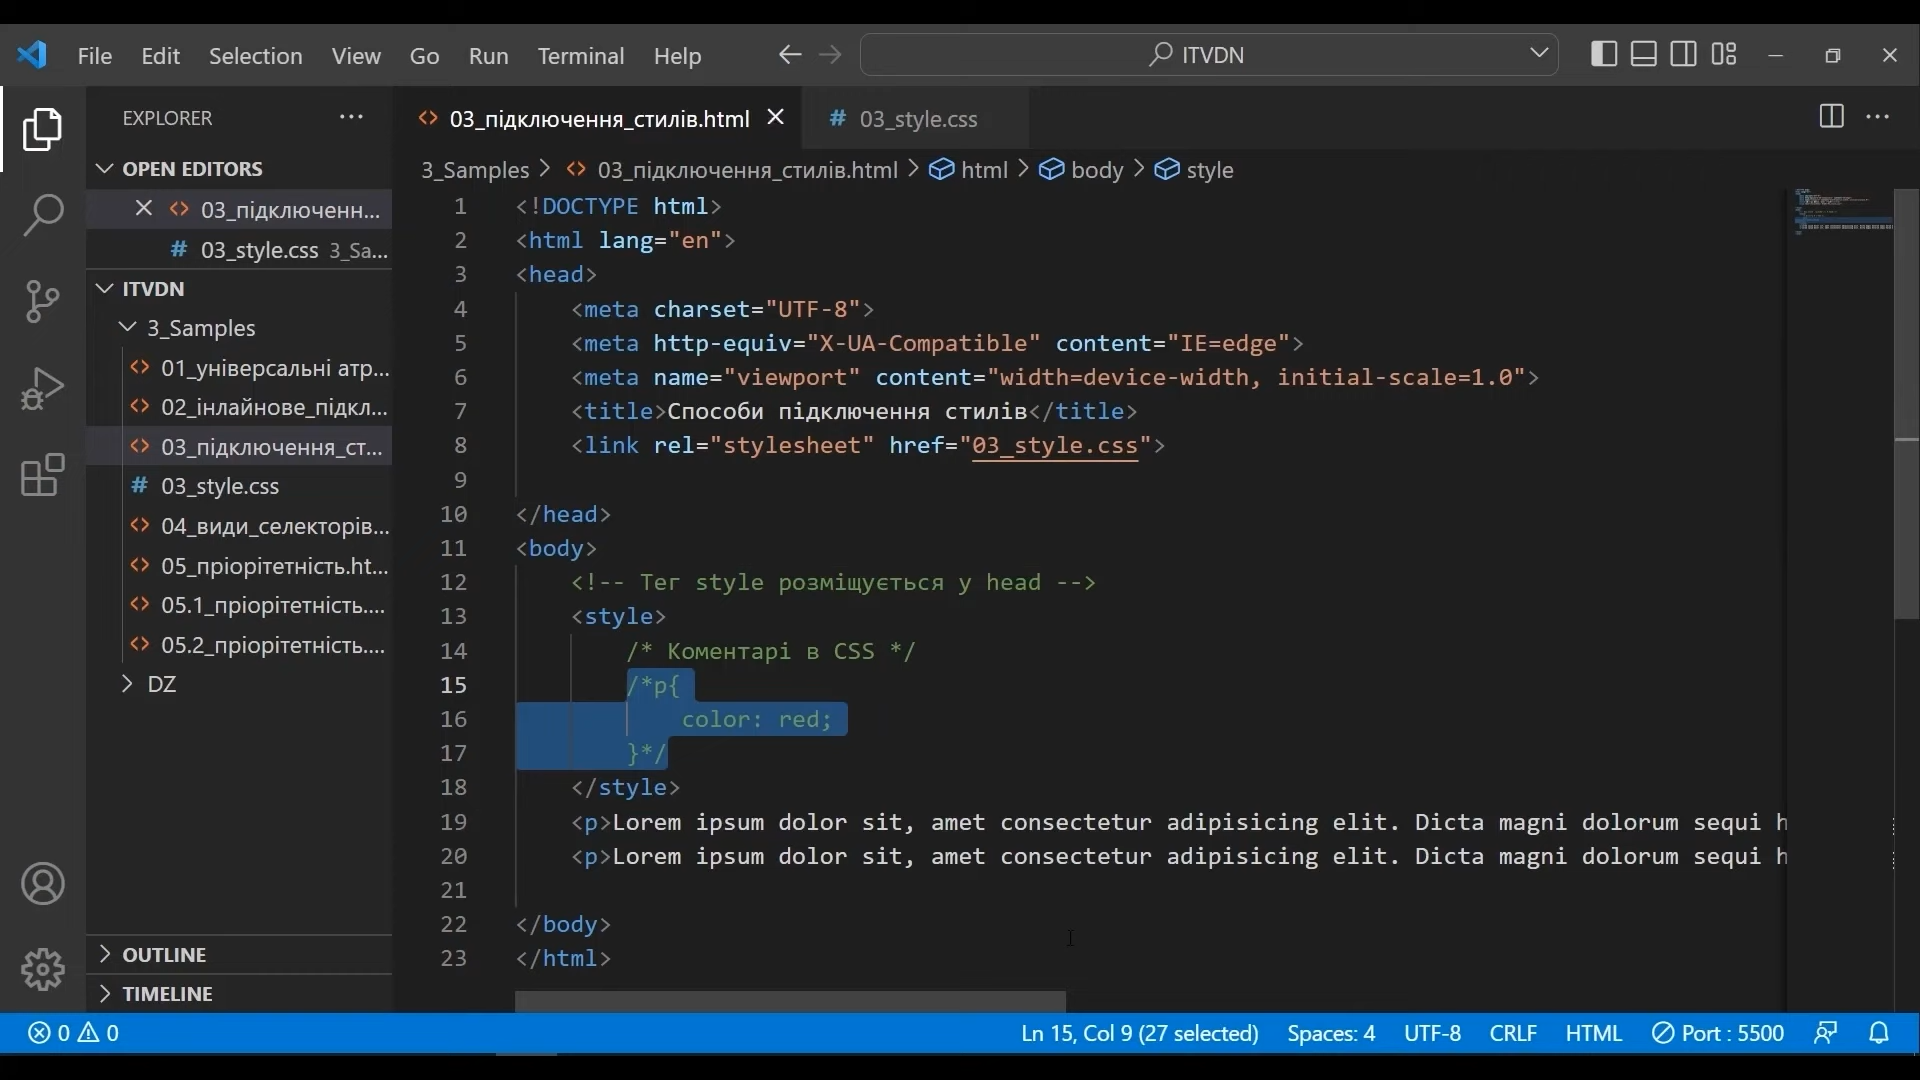 File Edit Selection View Go Run Terminal Help
ITVDN
EXPLORER
OPEN EDITORS
03_підключенн...
03_style.css 3_Sa...
ITVDN
3_Samples
01_універсальні атр...
02_інлайнове_підкл...
03_підключення_ст...
03_style.css
04_види_селекторів...
05_пріорітетність.ht...
05.1_пріорітетність....
05.2_пріорітетність....
DZ
OUTLINE
TIMELINE
03_підключення_стилів.html
03_style.css
3_Samples > 03_підключення_стилів.html > html > body > style
1 <!DOCTYPE html>
2 <html lang="en">
3 <head>
4 <meta charset="UTF-8">
5 <meta http-equiv="X-UA-Compatible" content="IE=edge">
6 <meta name="viewport" content="width=device-width, initial-scale=1.0">
7 <title>Способи підключення стилів</title>
8 <link rel="stylesheet" href="03_style.css">
9
10 </head>
11 <body>
12 <!-- Тег style розміщується у head -->
13 <style>
14 /* Коментарі в CSS */
15 /*p{
16 color: red;
17 }*/
18 </style>
19 <p>Lorem ipsum dolor sit, amet consectetur adipisicing elit. Dicta magni dolorum sequi h
20 <p>Lorem ipsum dolor sit, amet consectetur adipisicing elit. Dicta magni dolorum sequi h
21
22 </body>
23 </html>
0 0
Ln 15, Col 9 (27 selected) Spaces: 4 UTF-8 CRLF HTML Port : 5500